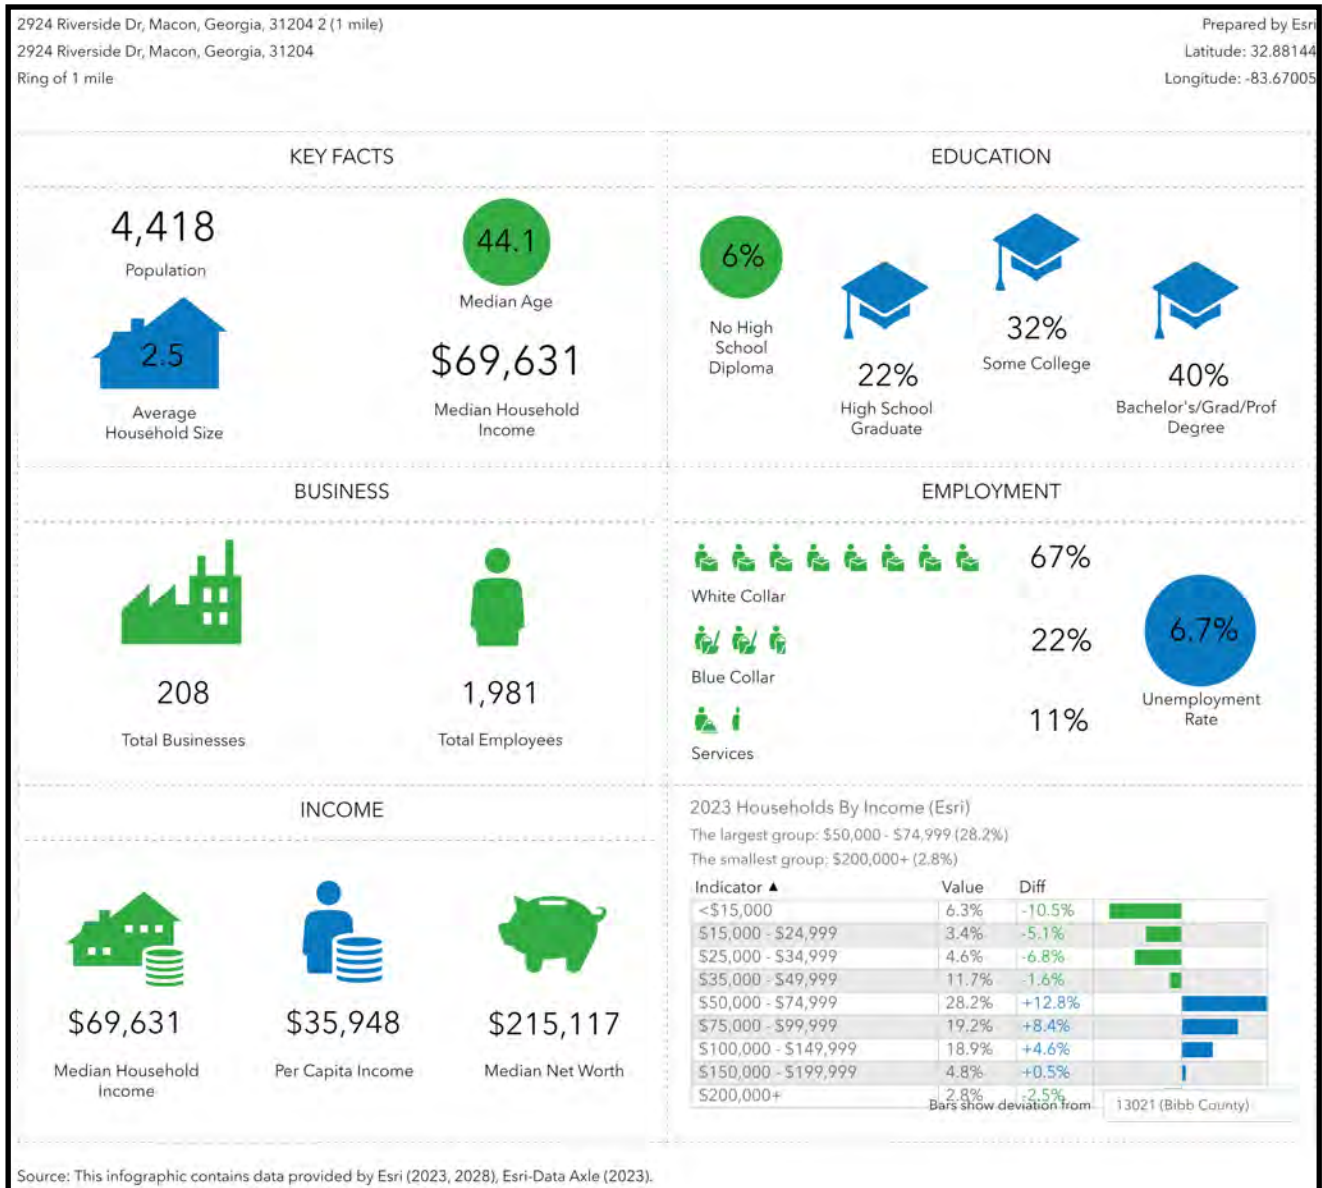 2924 Riverside Dr, Macon, Georgia, 31204 2 (1 mile)
2924 Riverside Dr, Macon, Georgia, 31204
Ring of 1 mile
Prepared by Esri
Latitude: 32.88144
Longitude: -83.67005
KEY FACTS
4,418
Population
44.1
Median Age
2.5
Average
Household Size
$69,631
Median Household
Income
EDUCATION
6%
No High
School
Diploma
22%
High School
Graduate
32%
Some College
40%
Bachelor's/Grad/Prof
Degree
BUSINESS
208
Total Businesses
1,981
Total Employees
EMPLOYMENT
67%
White Collar
22%
Blue Collar
11%
Services
6.7%
Unemployment
Rate
INCOME
$69,631
Median Household
Income
$35,948
Per Capita Income
$215,117
Median Net Worth
2023 Households By Income (Esri)
The largest group: $50,000 - $74,999 (28.2%)
The smallest group: $200,000+ (2.8%)
Indicator ▲ Value Diff
<$15,000 6.3% -10.5%
$15,000 - $24,999 3.4% -5.1%
$25,000 - $34,999 4.6% -6.8%
$35,000 - $49,999 11.7% -1.6%
$50,000 - $74,999 28.2% +12.8%
$75,000 - $99,999 19.2% +8.4%
$100,000 - $149,999 18.9% +4.6%
$150,000 - $199,999 4.8% +0.5%
$200,000+ 2.8% -2.5%
Bars show deviation from 13021 (Bibb County)
Source: This infographic contains data provided by Esri (2023, 2028), Esri-Data Axle (2023).